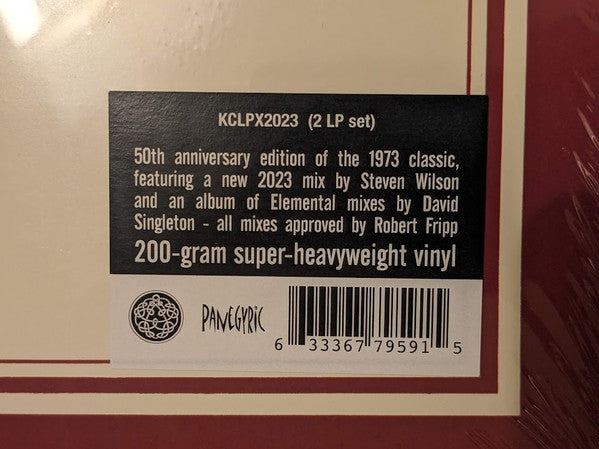 KCLPX2023 (2 LP set)
50th anniversary edition of the 1973 classic,
featuring a new 2023 mix by Steven Wilson
and an album of Elemental mixes by David
Singleton - all mixes approved by Robert Fripp
200-gram super-heavyweight vinyl
PANEGYRIC
6 33367 79591 5